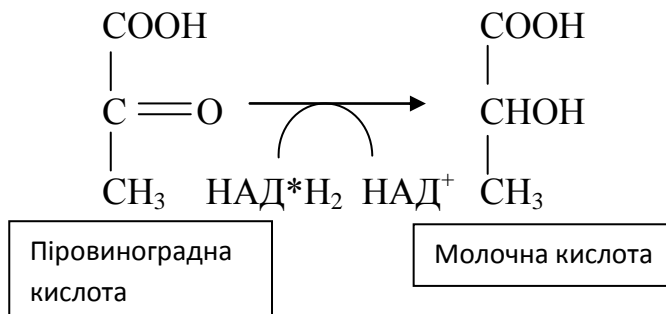 COOH COOH
C═O CHOH
CH₃ НАД*Н₂ НАД⁺ CH₃
Піровиноградна
кислота
Молочна кислота